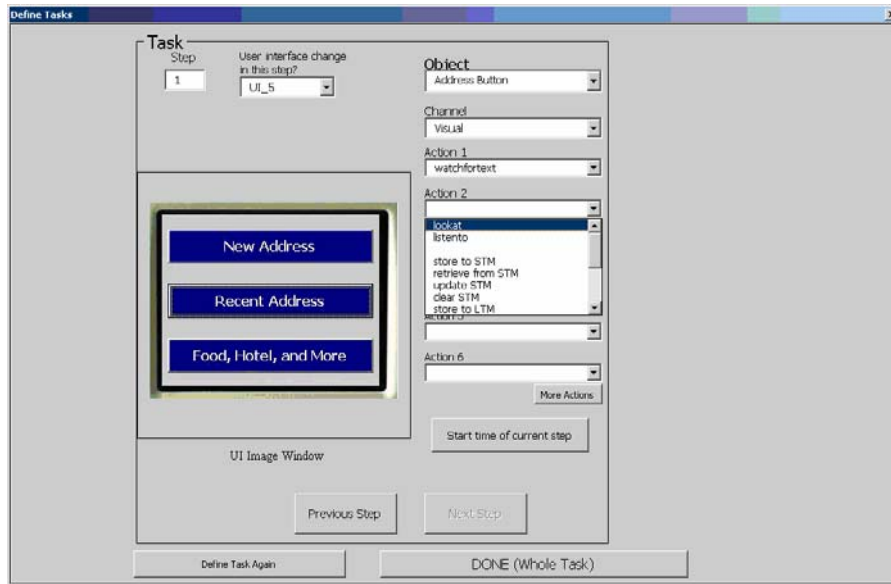 Define Tasks
Task
Step
1
User interface change
in this step?
UI_5
Object
Address Button
Channel
Visual
Action 1
watchfortext
Action 2
lookat
listento
store to STM
retrieve from STM
update STM
clear STM
store to LTM
Action 6
More Actions
New Address
Recent Address
Food, Hotel, and More
UI Image Window
Start time of current step
Previous Step
Next Step
Define Task Again
DONE (Whole Task)